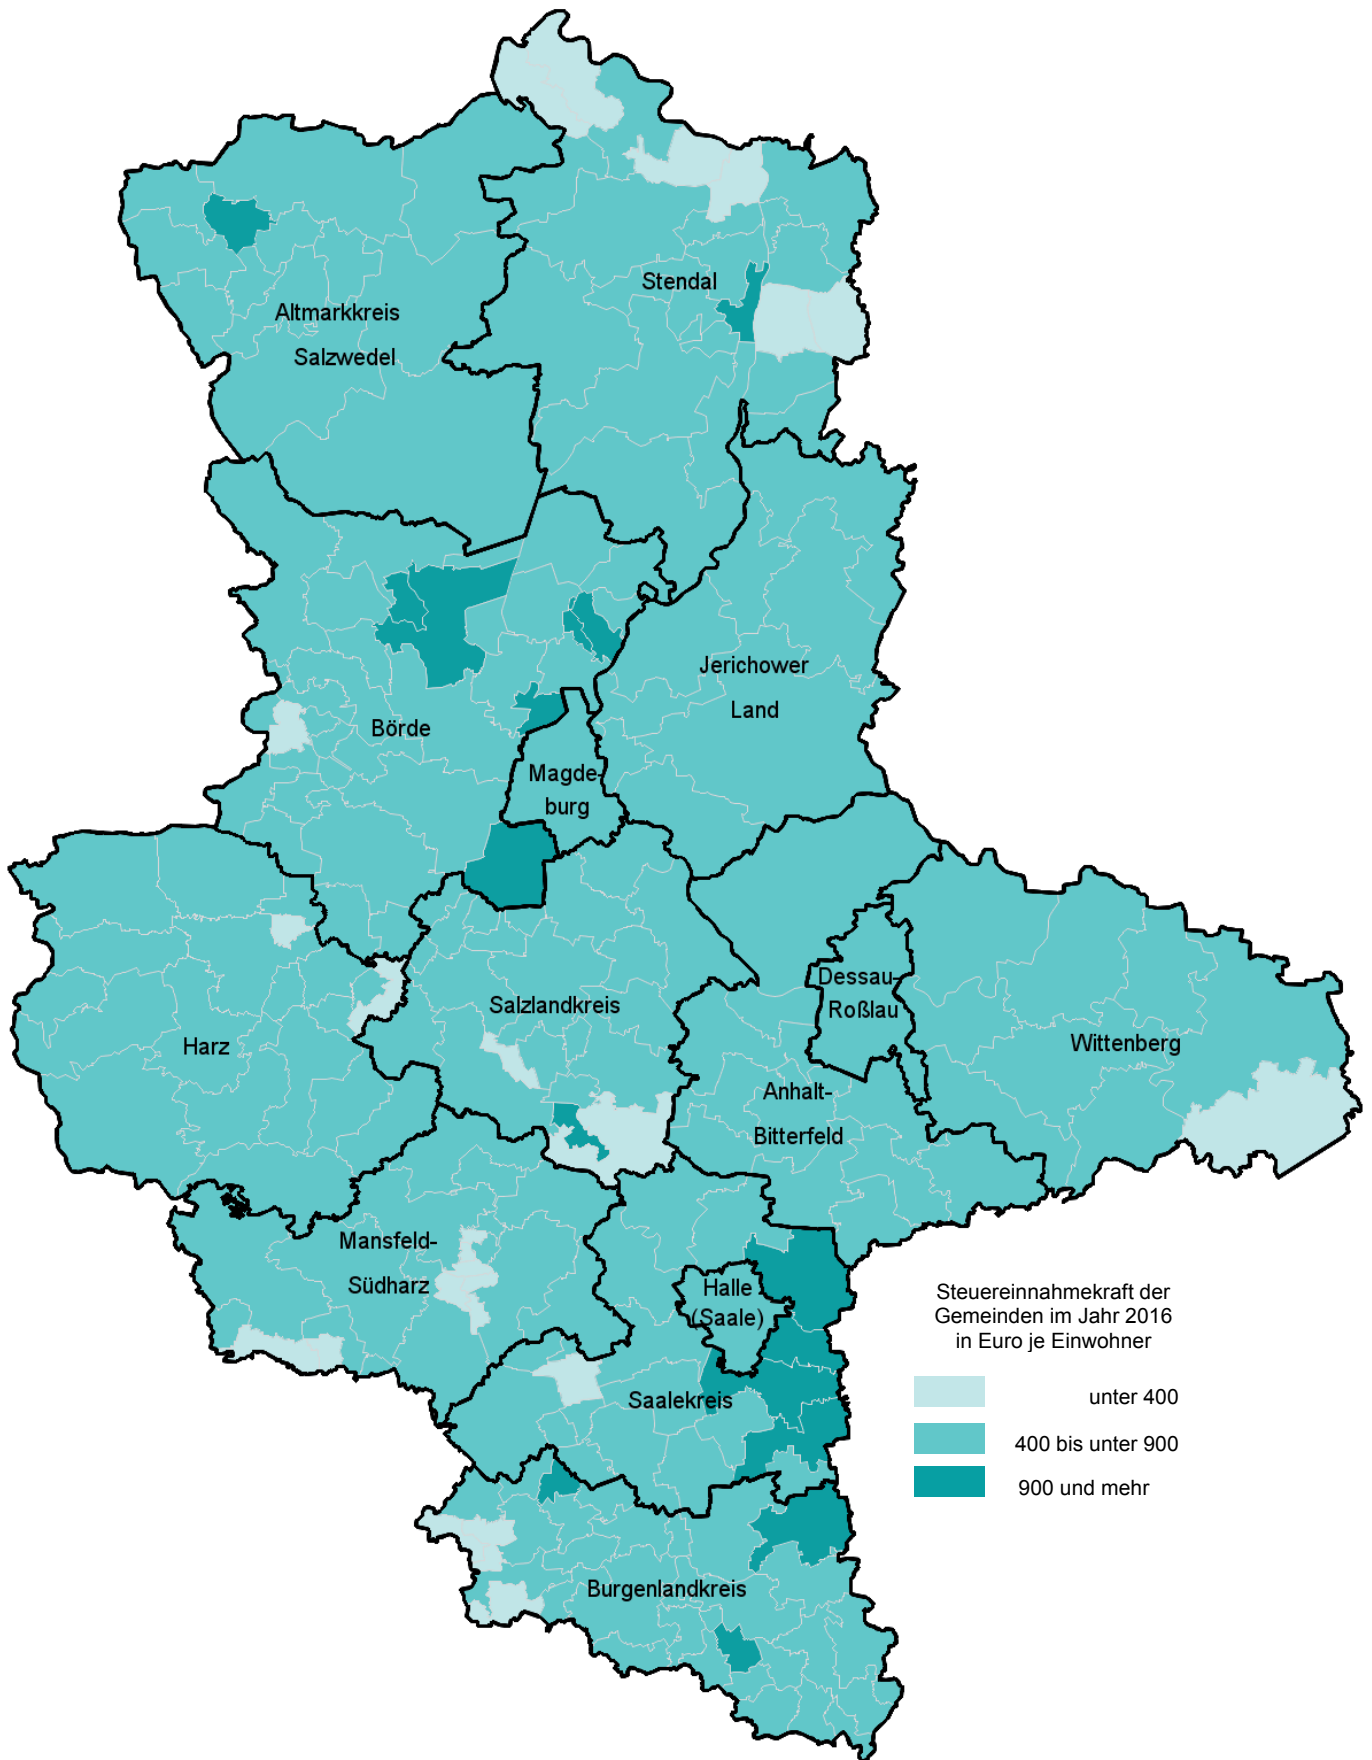 Stendal
Altmarkkreis
Salzwedel
Jerichower
Land
Börde
Magde-
burg
Dessau-
Roßlau
Salzlandkreis
Harz
Wittenberg
Anhalt-
Bitterfeld
Mansfeld-
Südharz
Halle
(Saale)
Saalekreis
Burgenlandkreis
Steuereinnahmekraft der
Gemeinden im Jahr 2016
in Euro je Einwohner
unter 400
400 bis unter 900
900 und mehr